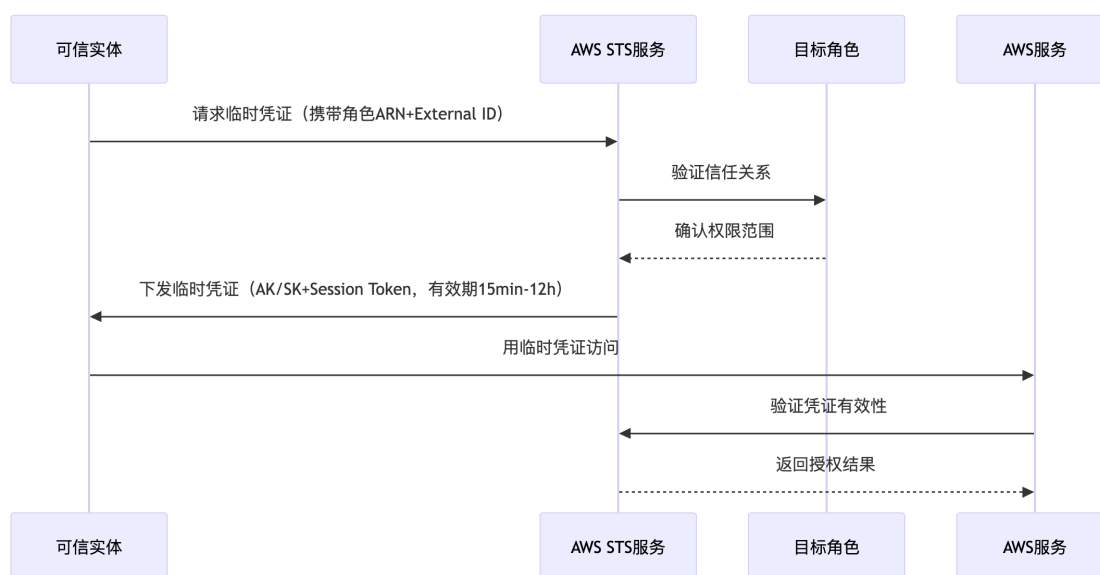 可信实体
AWS STS服务
目标角色
AWS服务
请求临时凭证（携带角色ARN+External ID）
验证信任关系
确认权限范围
下发临时凭证（AK/SK+Session Token，有效期15min-12h）
用临时凭证访问
验证凭证有效性
返回授权结果
可信实体
AWS STS服务
目标角色
AWS服务